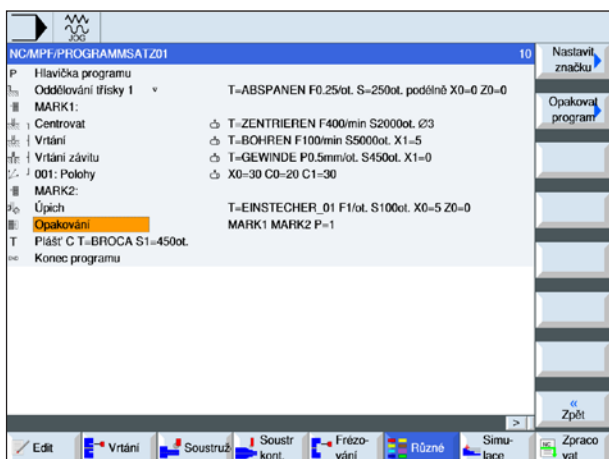 JOG
NC/MPF/PROGRAMMSATZ01 10
P Hlavička programu
Oddělování třísky 1 T=ABSPANEN F0.25/ot. S=250ot. podélně X0=0 Z0=0
MARK1:
Centrovat T=ZENTRIEREN F400/min S2000ot. Ø3
Vrtání T=BOHREN F100/min S5000ot. X1=5
Vrtání závitu T=GEWINDE P0.5mm/ot. S450ot. X1=0
001: Polohy X0=30 C0=20 C1=30
MARK2:
Úpich T=EINSTECHER_01 F1/ot. S100ot. X0=5 Z0=0
Opakování MARK1 MARK2 P=1
T Plášť C T=BROCA S1=450ot.
END Konec programu
Nastavit
značku
Opakovat
program
«
Zpět
>
Edit
Vrtání
Soustruž
Soustr
kont.
Frézo-
vání
Různé
Simu-
lace
NC
Zpraco
vat